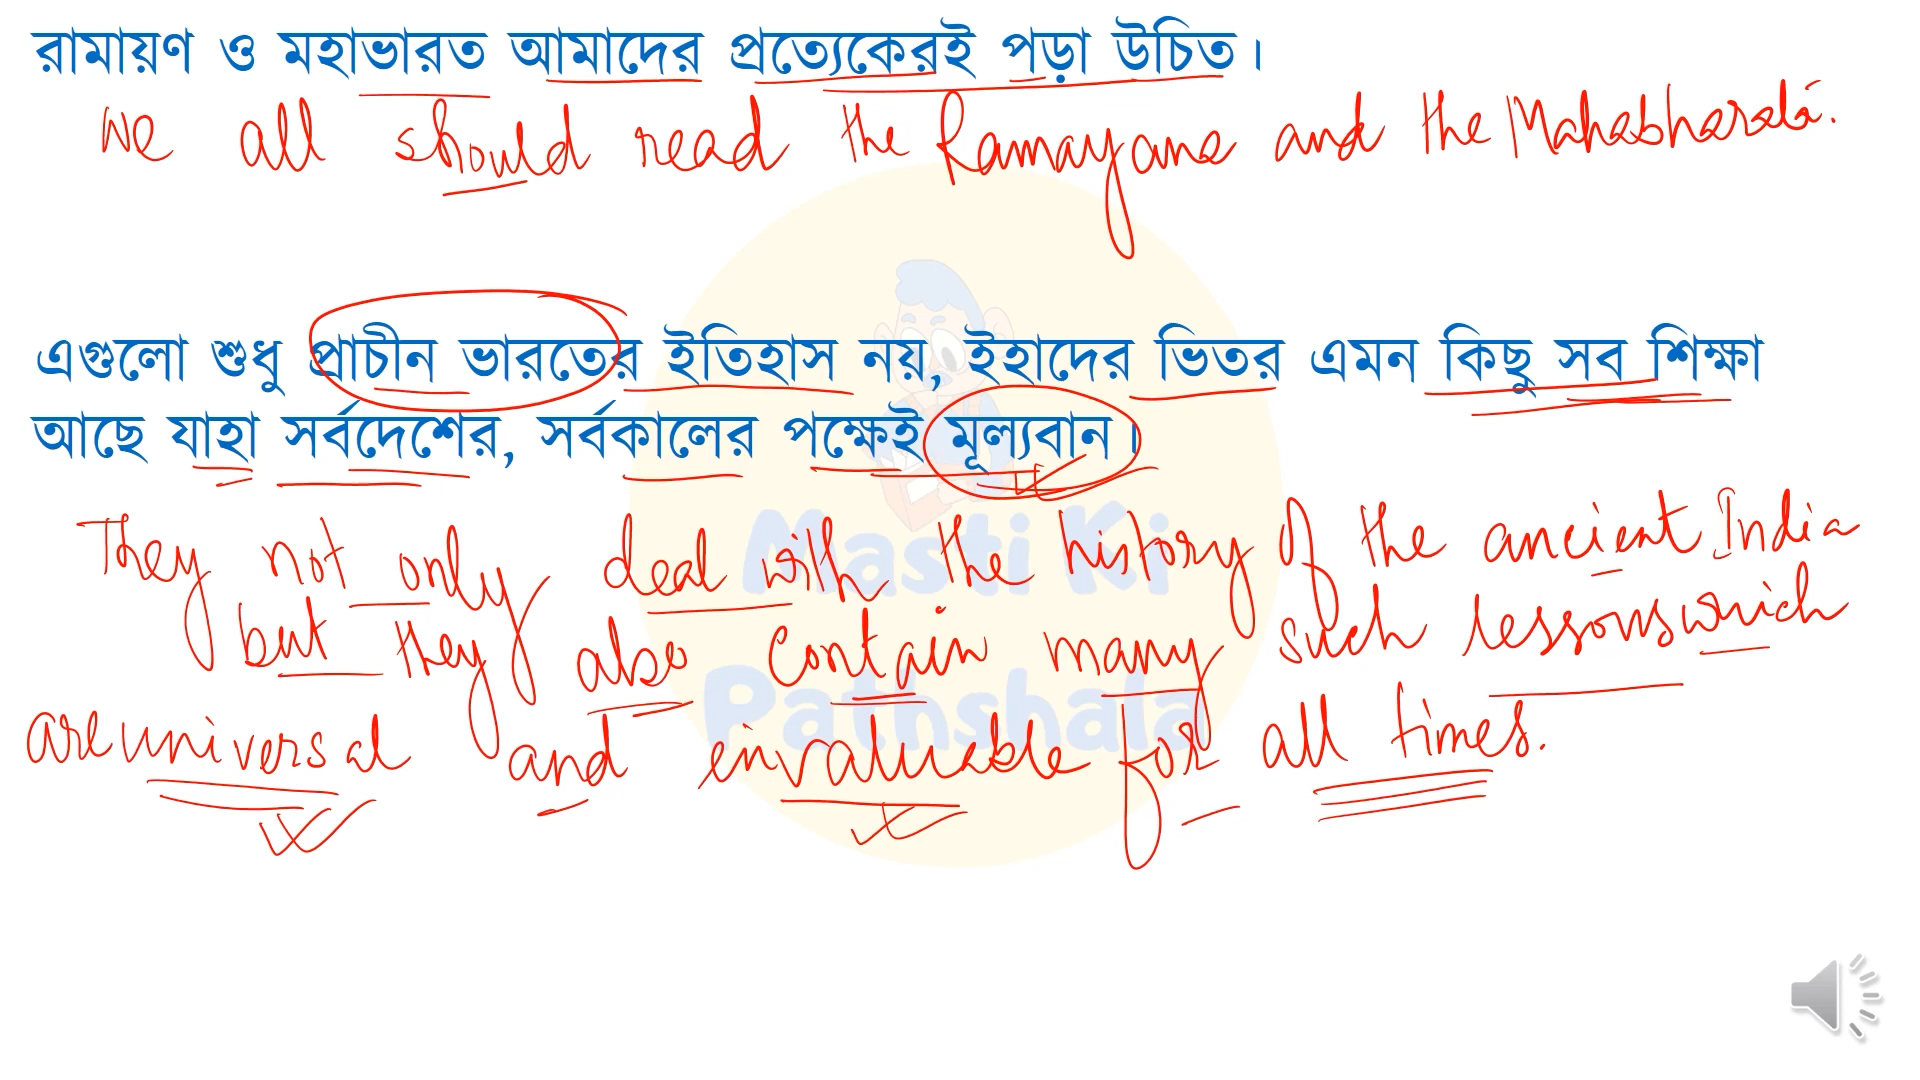 রামায়ণ ও মহাভারত আমাদের প্রত্যেকেরই পড়া উচিত।
We all should read the Ramayana and the Mahabharata.
এগুলো শুধু প্রাচীন ভারতের ইতিহাস নয়, ইহাদের ভিতর এমন কিছু সব শিক্ষা
আছে যাহা সর্বদেশের, সর্বকালের পক্ষেই মূল্যবান।
They not only deal with the history of the ancient India
but they also contain many such lessons which
are universal and invaluable for all times.
Masti Ki
Pathshala